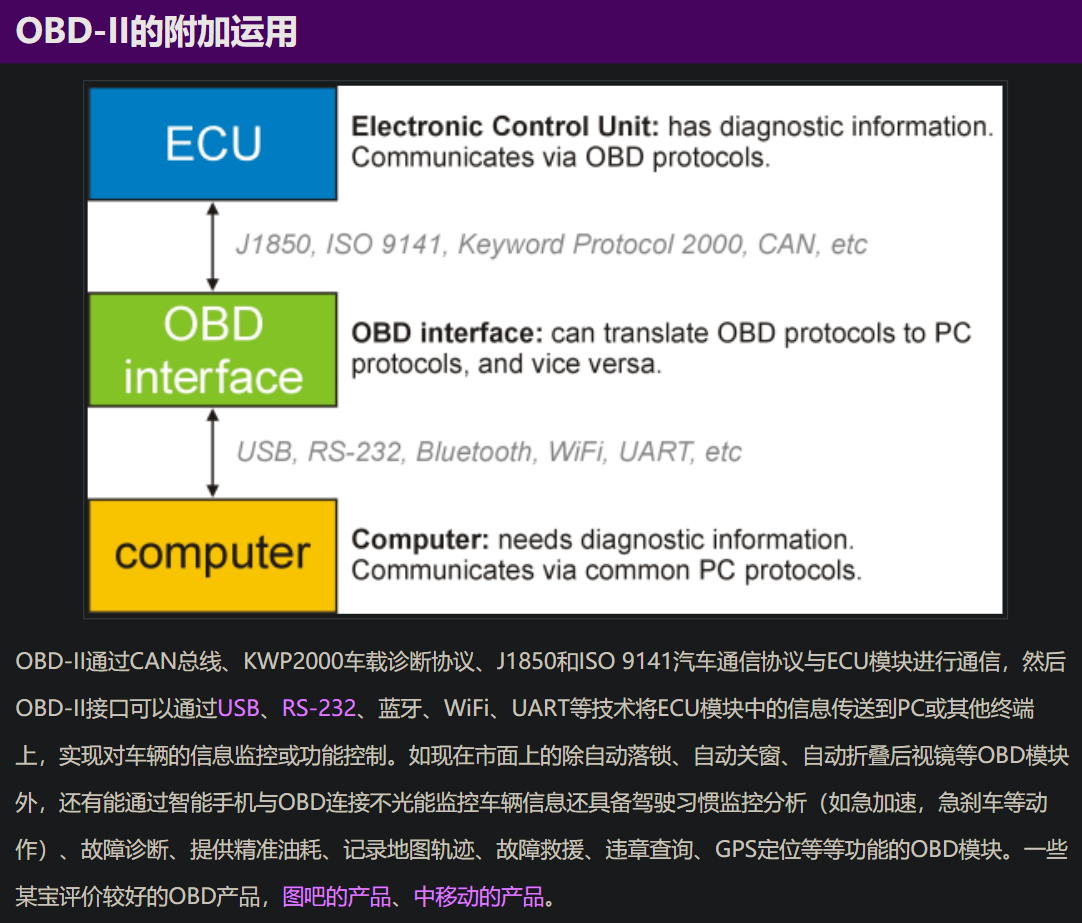 OBD-II的附加运用
ECU
Electronic Control Unit: has diagnostic information.
Communicates via OBD protocols.
J1850, ISO 9141, Keyword Protocol 2000, CAN, etc
OBD
interface
OBD interface: can translate OBD protocols to PC
protocols, and vice versa.
USB, RS-232, Bluetooth, WiFi, UART, etc
computer
Computer: needs diagnostic information.
Communicates via common PC protocols.
OBD-II通过CAN总线、KWP2000车载诊断协议、J1850和ISO 9141汽车通信协议与ECU模块进行通信，然后
OBD-II接口可以通过USB、RS-232、蓝牙、WiFi、UART等技术将ECU模块中的信息传送到PC或其他终端
上，实现对车辆的信息监控或功能控制。如现在市面上的除自动落锁、自动关窗、自动折叠后视镜等OBD模块
外，还有能通过智能手机与OBD连接不光能监控车辆信息还具备驾驶习惯监控分析（如急加速，急刹车等动
作）、故障诊断、提供精准油耗、记录地图轨迹、故障救援、违章查询、GPS定位等等功能的OBD模块。一些
某宝评价较好的OBD产品，图吧的产品、中移动的产品。